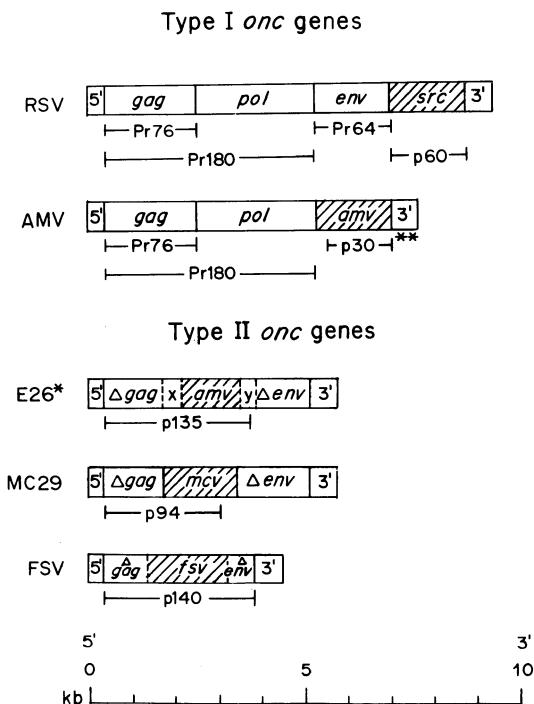 Type I onc genes
RSV 5' gag pol env src 3'
Pr76 Pr64
Pr180 p60
AMV 5' gag pol amv 3'
Pr76 p30 **
Pr180
Type II onc genes
E26* 5' Δgag x amv y Δenv 3'
p135
MC29 5' Δgag mcv Δenv 3'
p94
FSV 5' Δgag fsv Δenv 3'
p140
5' 3'
0 5 10
kb